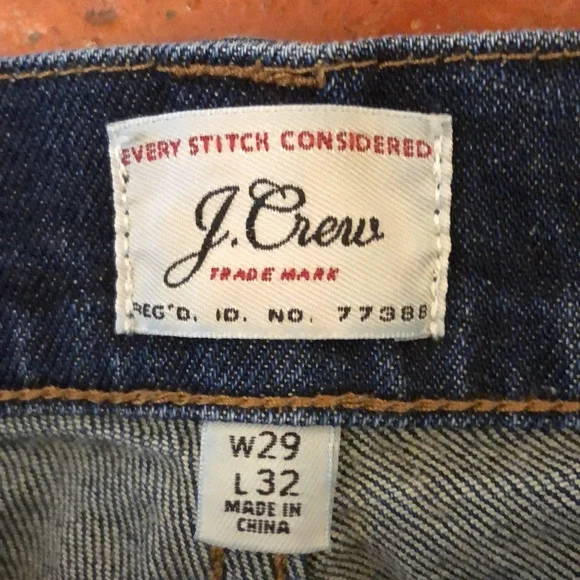 EVERY STITCH CONSIDERED
J.Crew
TRADE MARK
REG'D. ID. NO. 77388
W29
L32
MADE IN
CHINA